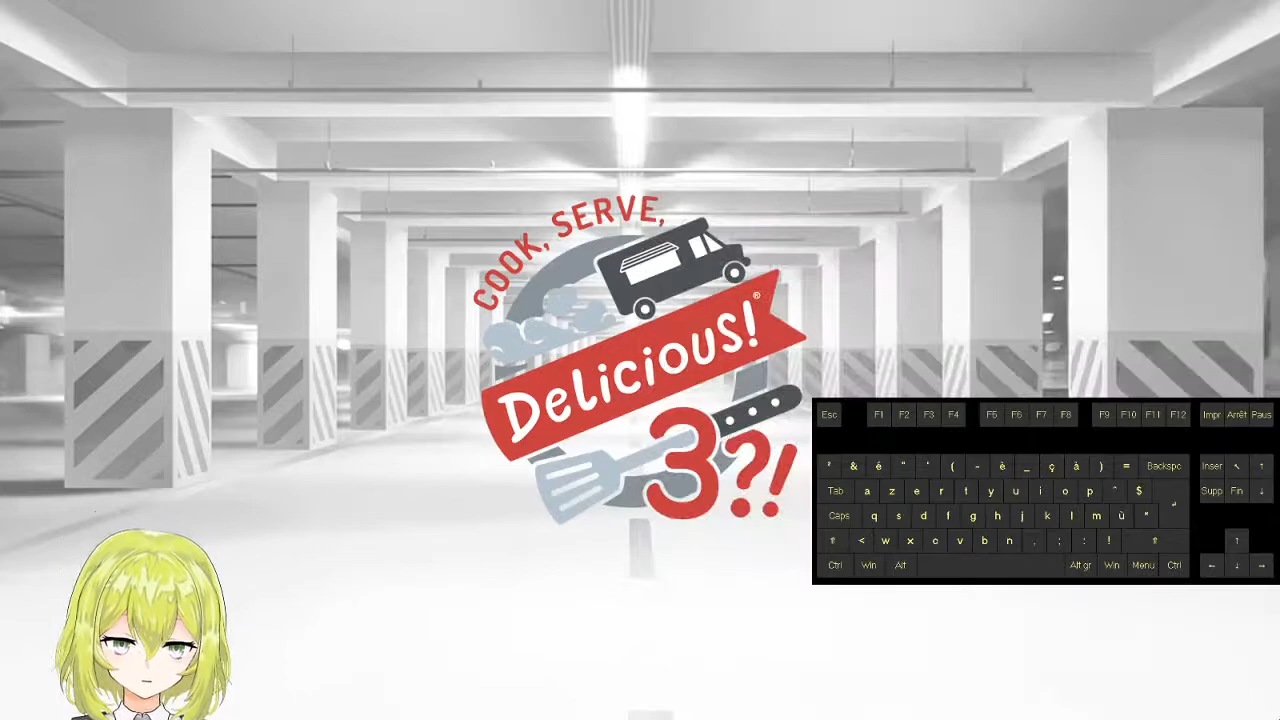 COOK, SERVE,
Delicious!®
3?!
Esc F1 F2 F3 F4 F5 F6 F7 F8 F9 F10 F11 F12 Impr Arrêt Paus
² & é " ' ( - è _ ç à ) = Backspc Inser ↖ ↑
Tab a z e r t y u i o p ^ $ ↲ Supp Fin ↓
Caps q s d f g h j k l m ù *
⇧ < w x c v b n , ; : ! ⇧ ↑
Ctrl Win Alt Alt gr Win Menu Ctrl ← ↓ →